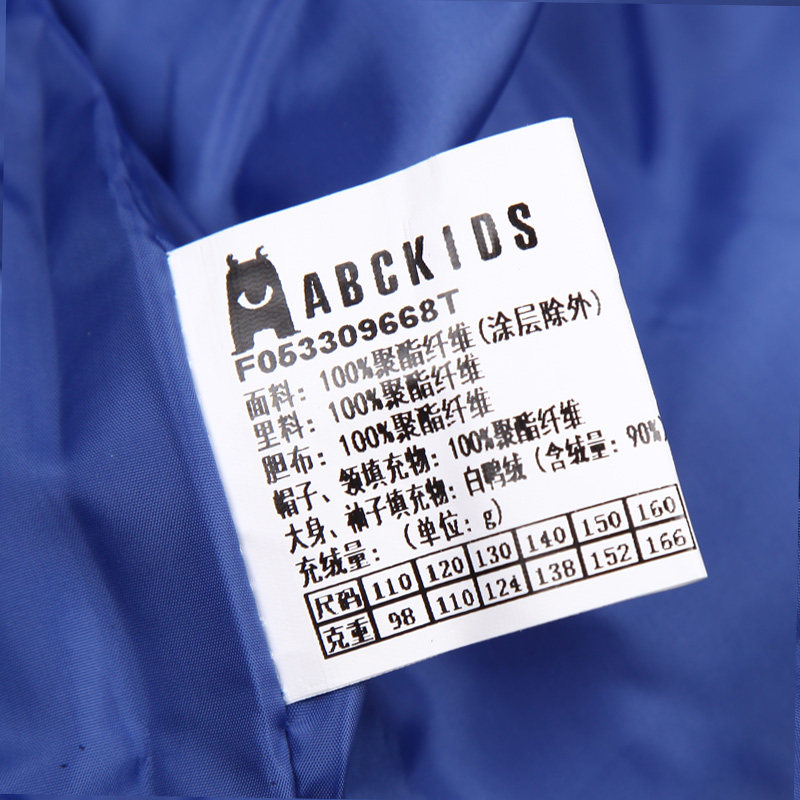 ABCKIDS
F053309668T
面料：100%聚酯纤维(涂层除外)
里料：100%聚酯纤维
胆布：100%聚酯纤维
帽子、领填充物：100%聚酯纤维
大身、袖子填充物：白鸭绒(含绒量：90%)
充绒量：(单位：g)
尺码 110 120 130 140 150 160
克重 98 110 124 138 152 166